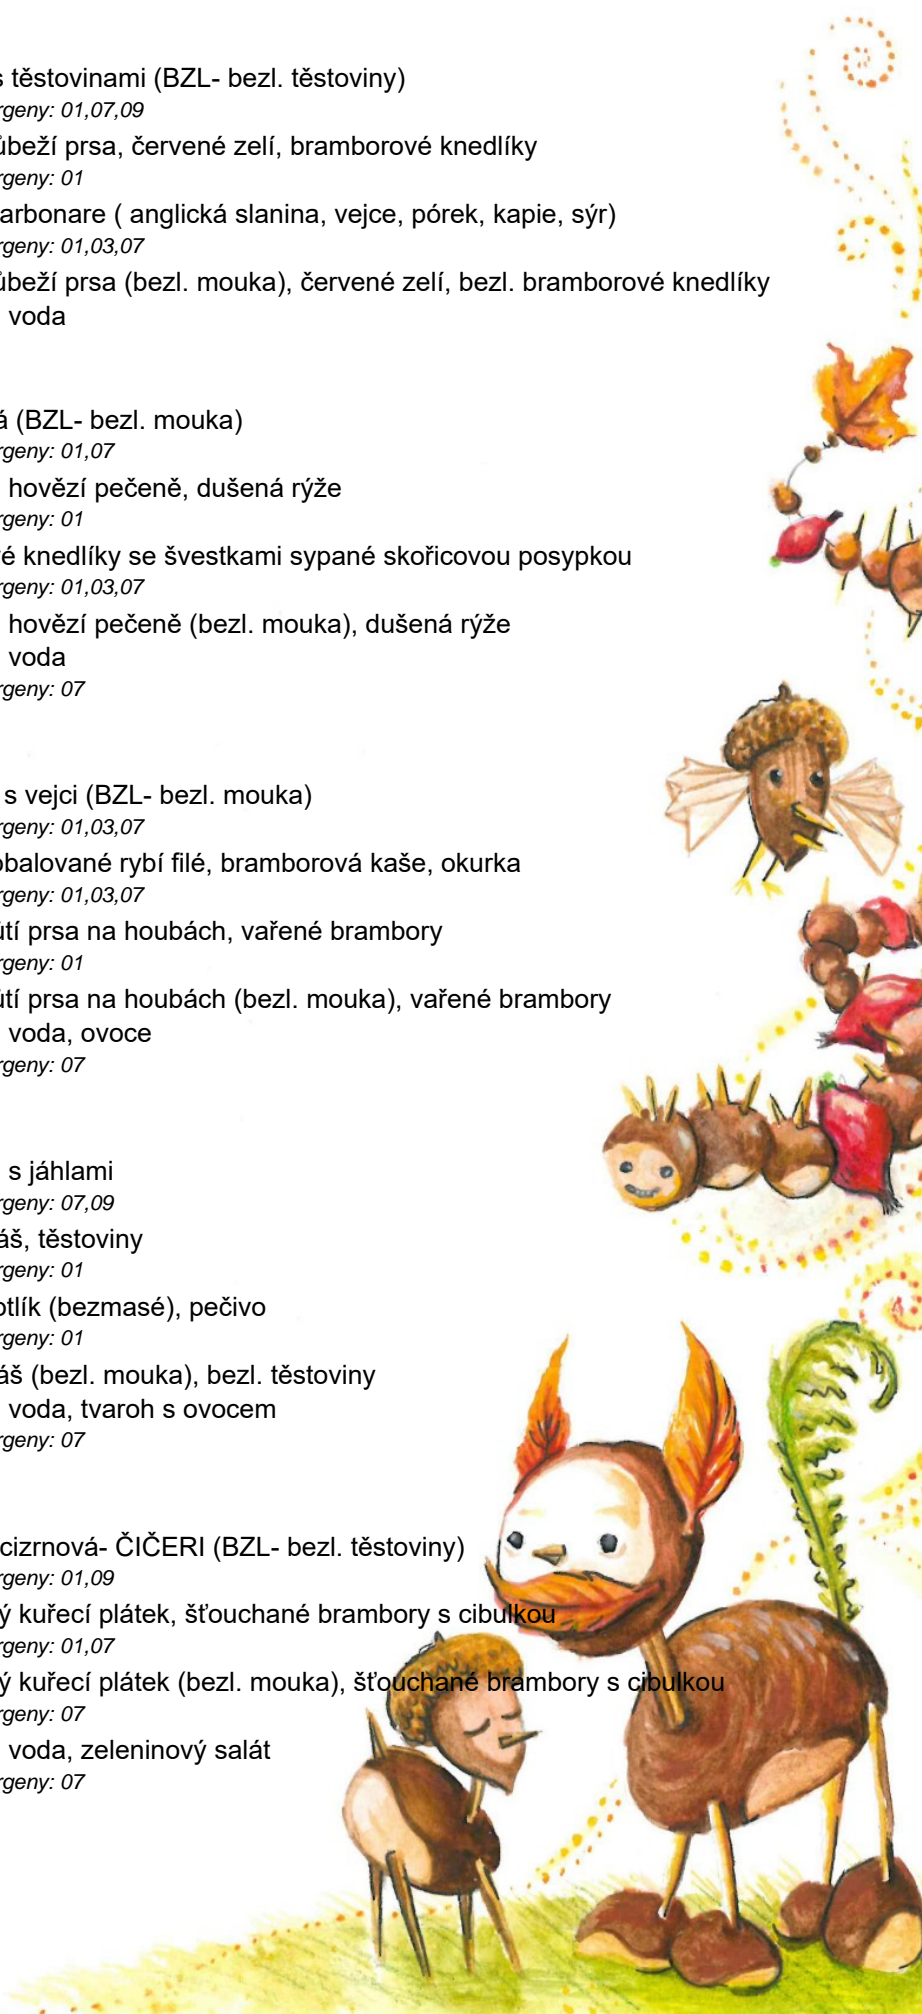 s těstovinami (BZL- bezl. těstoviny)
rgeny: 01,07,09
ůbeží prsa, červené zelí, bramborové knedlíky
rgeny: 01
arbonare ( anglická slanina, vejce, pórek, kapie, sýr)
rgeny: 01,03,07
ůbeží prsa (bezl. mouka), červené zelí, bezl. bramborové knedlíky
voda
á (BZL- bezl. mouka)
rgeny: 01,07
hovězí pečeně, dušená rýže
rgeny: 01
é knedlíky se švestkami sypané skořicovou posypkou
rgeny: 01,03,07
hovězí pečeně (bezl. mouka), dušená rýže
voda
rgeny: 07
s vejci (BZL- bezl. mouka)
rgeny: 01,03,07
obalované rybí filé, bramborová kaše, okurka
rgeny: 01,03,07
ůtí prsa na houbách, vařené brambory
rgeny: 01
ůtí prsa na houbách (bezl. mouka), vařené brambory
voda, ovoce
rgeny: 07
s jáhlami
rgeny: 07,09
áš, těstoviny
rgeny: 01
otlík (bezmasé), pečivo
rgeny: 01
áš (bezl. mouka), bezl. těstoviny
voda, tvaroh s ovocem
rgeny: 07
cizrnová- ČIČERI (BZL- bezl. těstoviny)
rgeny: 01,09
ý kuřecí plátek, šťouchané brambory s cibulkou
rgeny: 01,07
ý kuřecí plátek (bezl. mouka), šťouchané brambory s cibulkou
rgeny: 07
voda, zeleninový salát
rgeny: 07